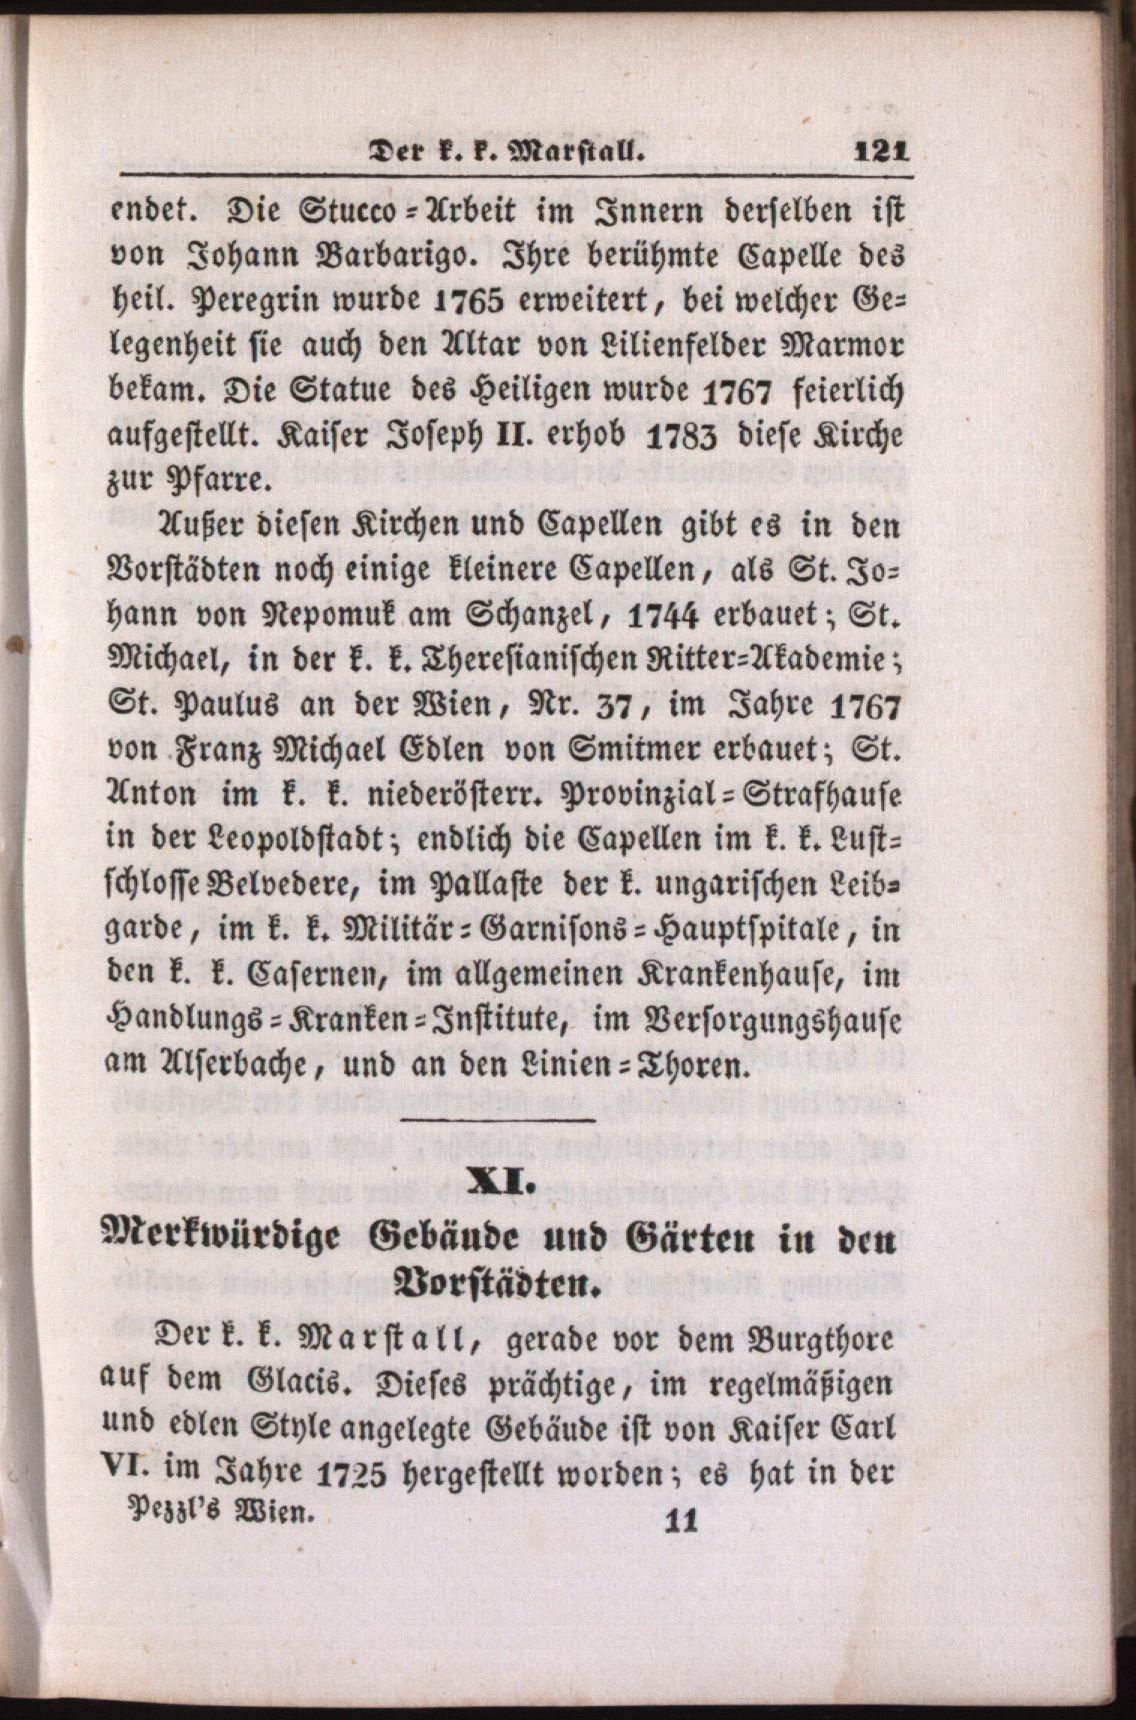 Der k. k. Marstall. 121
endet. Die Stucco-Arbeit im Innern derselben ist
von Johann Barbarigo. Ihre berühmte Capelle des
heil. Peregrin wurde 1765 erweitert, bei welcher Ge-
legenheit sie auch den Altar von Lilienfelder Marmor
bekam. Die Statue des Heiligen wurde 1767 feierlich
aufgestellt. Kaiser Joseph II. erhob 1783 diese Kirche
zur Pfarre.
Außer diesen Kirchen und Capellen gibt es in den
Vorstädten noch einige kleinere Capellen, als St. Jo-
hann von Nepomuk am Schanzel, 1744 erbauet; St.
Michael, in der k. k. Theresianischen Ritter-Akademie;
St. Paulus an der Wien, Nr. 37, im Jahre 1767
von Franz Michael Edlen von Smitmer erbauet; St.
Anton im k. k. niederösterr. Provinzial-Strafhause
in der Leopoldstadt; endlich die Capellen im k. k. Lust-
schlosse Belvedere, im Pallaste der k. ungarischen Leib-
garde, im k. k. Militär-Garnisons-Hauptspitale, in
den k. k. Casernen, im allgemeinen Krankenhause, im
Handlungs-Kranken-Institute, im Versorgungshause
am Alserbache, und an den Linien-Thoren.
XI.
Merkwürdige Gebäude und Gärten in den
Vorstädten.
Der k. k. Marstall, gerade vor dem Burgthore
auf dem Glacis. Dieses prächtige, im regelmäßigen
und edlen Style angelegte Gebäude ist von Kaiser Carl
VI. im Jahre 1725 hergestellt worden; es hat in der
Pezzl's Wien. 11